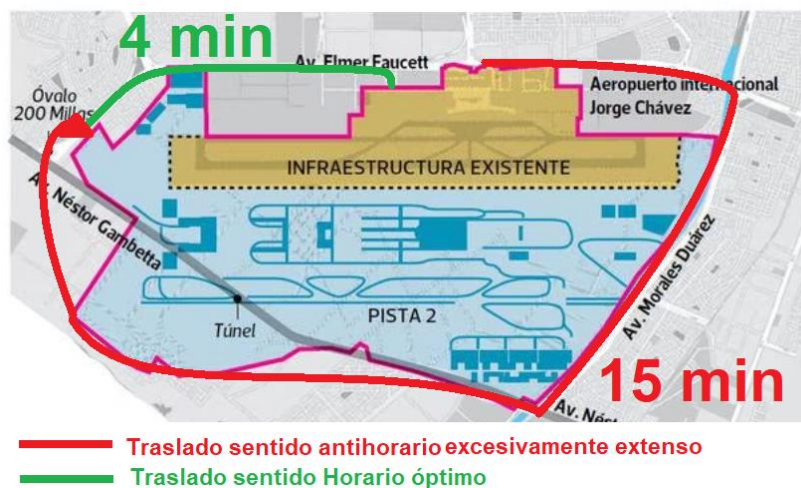 4 min
Av. Elmer Faucett
Aeropuerto internacional
Jorge Chávez
Óvalo
200 Millas
INFRAESTRUCTURA EXISTENTE
Av. Néstor Gambetta
Av. Morales Duárez
PISTA 2
Túnel
15 min
Av. Nés
Traslado sentido antihorario excesivamente extenso
Traslado sentido Horario óptimo